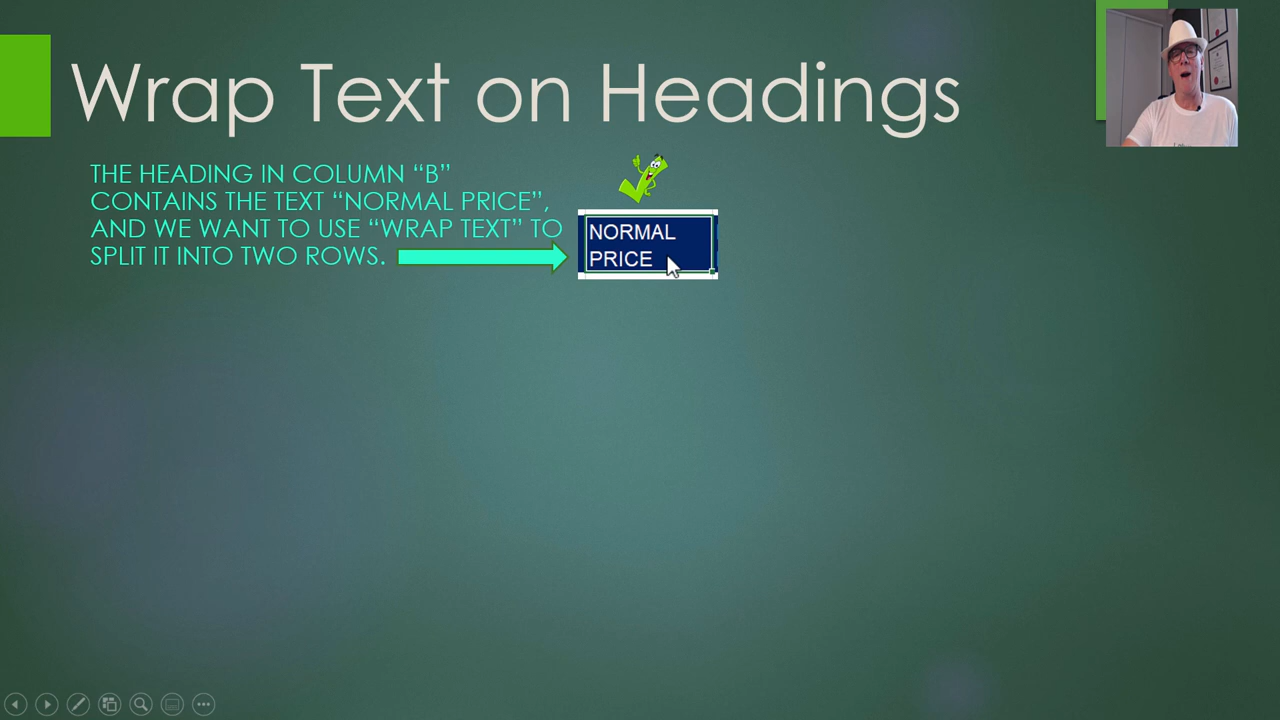 Wrap Text on Headings
THE HEADING IN COLUMN “B”
CONTAINS THE TEXT “NORMAL PRICE”,
AND WE WANT TO USE “WRAP TEXT” TO
SPLIT IT INTO TWO ROWS.
NORMAL
PRICE